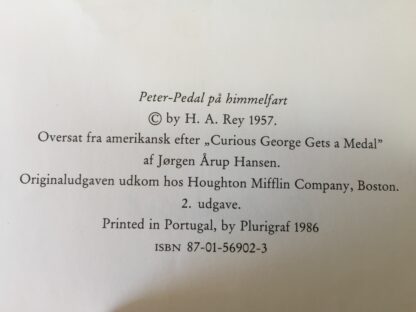 Peter-Pedal på himmelfart
© by H. A. Rey 1957.
Oversat fra amerikansk efter „Curious George Gets a Medal”
af Jørgen Årup Hansen.
Originaludgaven udkom hos Houghton Mifflin Company, Boston.
2. udgave.
Printed in Portugal, by Plurigraf 1986
ISBN 87-01-56902-3